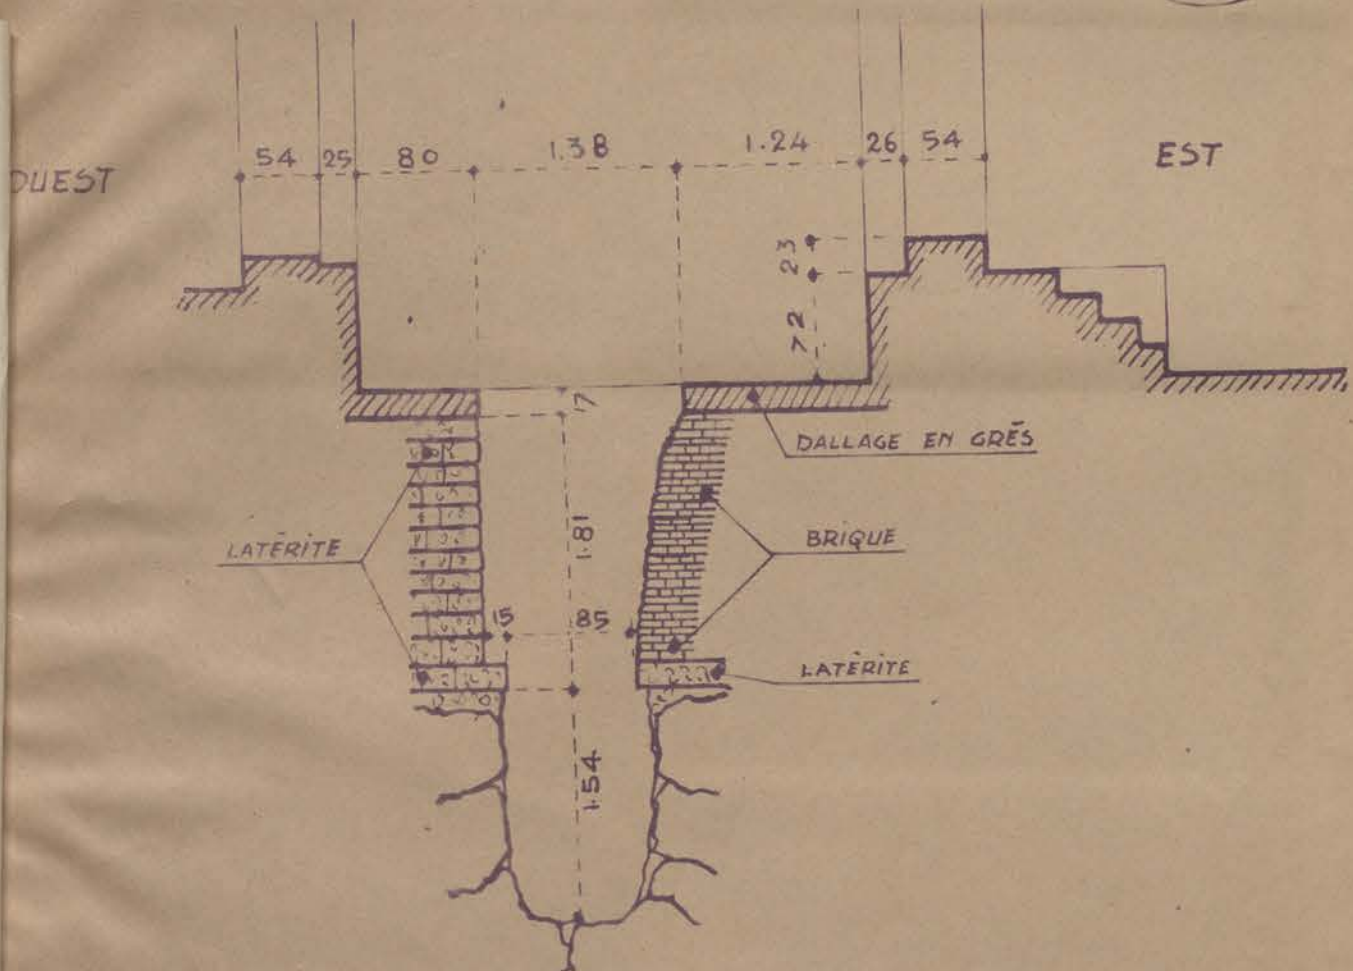 54 25 80 1.38 1.24 26 54
OUEST
EST
23
72
17
DALLAGE EN GRÈS
LATÉRITE
1.81
BRIQUE
15 85
LATÉRITE
1.54